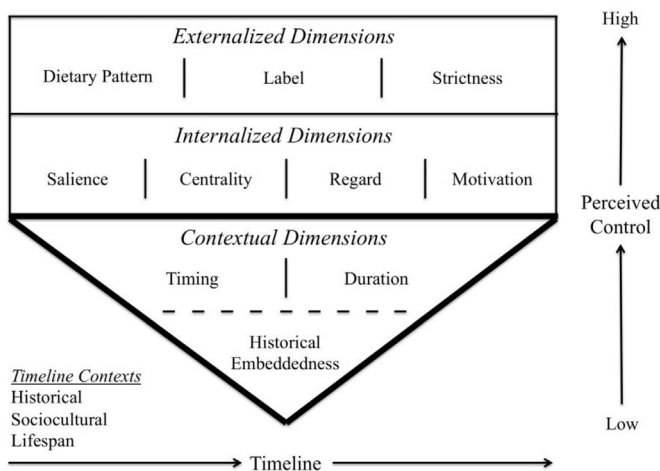 Externalized Dimensions
Dietary Pattern Label Strictness
Internalized Dimensions
Salience Centrality Regard Motivation
Contextual Dimensions
Timing Duration
Historical
Embeddedness
Timeline Contexts
Historical
Sociocultural
Lifespan
Timeline
High
Perceived
Control
Low